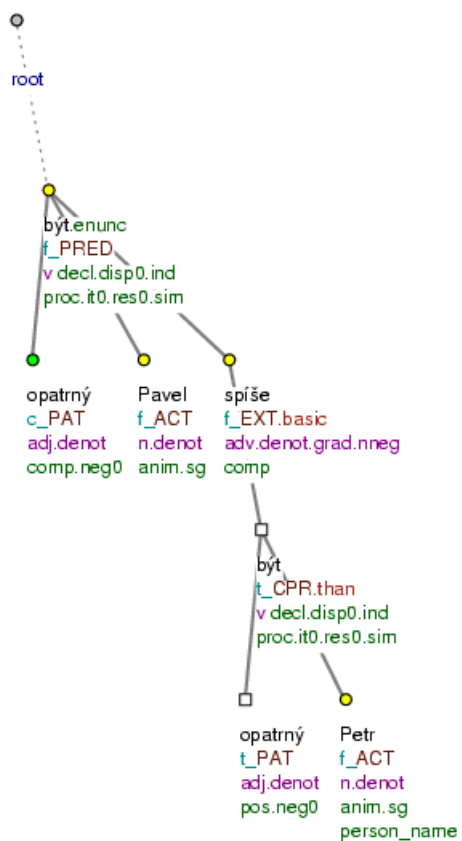 root
být.enunc
f_PRED
v decl.disp0.ind
proc.it0.res0.sim
opatrný
c_PAT
adj.denot
comp.neg0
Pavel
f_ACT
n.denot
anim.sg
spíše
f_EXT.basic
adv.denot.grad.nneg
comp
být
t_CPR.than
v decl.disp0.ind
proc.it0.res0.sim
opatrný
t_PAT
adj.denot
pos.neg0
Petr
f_ACT
n.denot
anim.sg
person_name